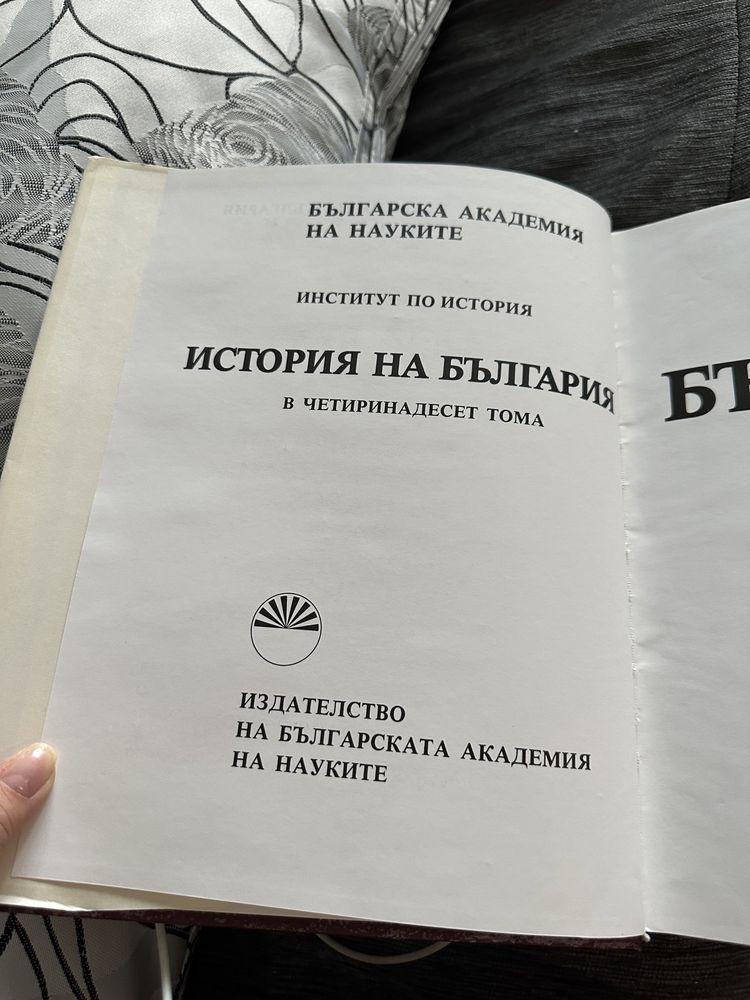 БЪЛГАРСКА АКАДЕМИЯ
НА НАУКИТЕ
ИНСТИТУТ ПО ИСТОРИЯ
ИСТОРИЯ НА БЪЛГАРИЯ
В ЧЕТИРИНАДЕСЕТ ТОМА
ИЗДАТЕЛСТВО
НА БЪЛГАРСКАТА АКАДЕМИЯ
НА НАУКИТЕ